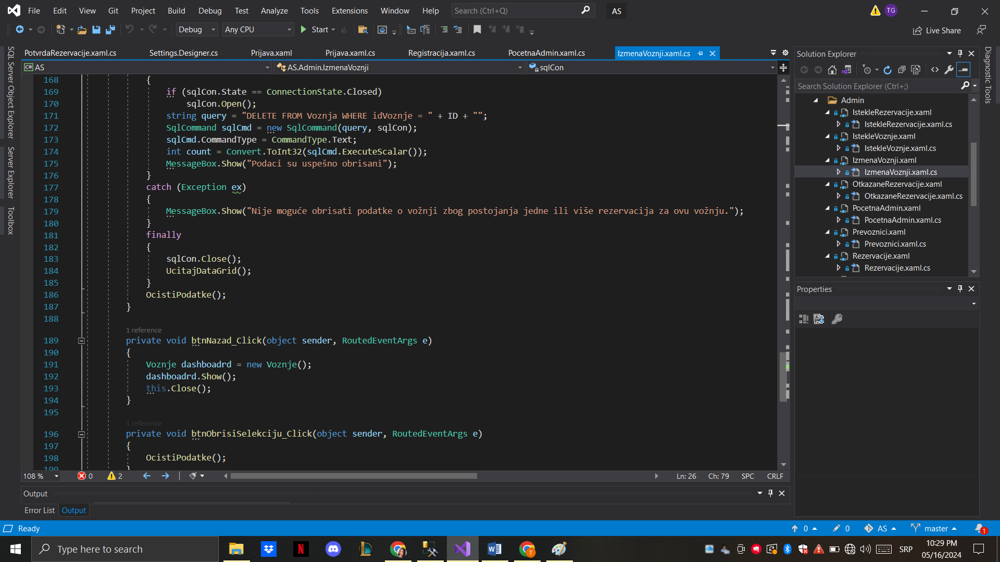 File Edit View Git Project Build Debug Test Analyze Tools Extensions Window Help Search (Ctrl+Q) AS TG
Debug Any CPU Start Live Share
PotvrdaRezervacije.xaml.cs Settings.Designer.cs Prijava.xaml Prijava.xaml.cs Registracija.xaml.cs PocetnaAdmin.xaml.cs IzmenaVoznji.xaml.cs
C# AS AS.Admin.IzmenaVoznji sqlCon
SQL Server Object Explorer
Server Explorer
Toolbox
168 {
169 if (sqlCon.State == ConnectionState.Closed)
170 sqlCon.Open();
171 string query = "DELETE FROM Voznja WHERE idVoznje = " + ID + "";
172 SqlCommand sqlCmd = new SqlCommand(query, sqlCon);
173 sqlCmd.CommandType = CommandType.Text;
174 int count = Convert.ToInt32(sqlCmd.ExecuteScalar());
175 MessageBox.Show("Podaci su uspešno obrisani");
176 }
177 catch (Exception ex)
178 {
179 MessageBox.Show("Nije moguće obrisati podatke o vožnji zbog postojanja jedne ili više rezervacija za ovu vožnju.");
180 }
181 finally
182 {
183 sqlCon.Close();
184 UcitajDataGrid();
185 }
186 OcistiPodatke();
187 }
188
1 reference
189 private void btnNazad_Click(object sender, RoutedEventArgs e)
190 {
191 Voznje dashboadrd = new Voznje();
192 dashboadrd.Show();
193 this.Close();
194 }
195
1 reference
196 private void btnObrisiSelekciju_Click(object sender, RoutedEventArgs e)
197 {
198 OcistiPodatke();
199 }
108 % 0 2 Ln: 26 Ch: 79 SPC CRLF
Output
Error List Output
Solution Explorer
Search Solution Explorer (Ctrl+;)
Admin
IstekleRezervacije.xaml
IstekleRezervacije.xaml.cs
IstekleVoznje.xaml
IstekleVoznje.xaml.cs
IzmenaVoznji.xaml
IzmenaVoznji.xaml.cs
OtkazaneRezervacije.xaml
OtkazaneRezervacije.xaml.cs
PocetnaAdmin.xaml
PocetnaAdmin.xaml.cs
Prevoznici.xaml
Prevoznici.xaml.cs
Rezervacije.xaml
Rezervacije.xaml.cs
Properties
Diagnostic Tools
Ready 0 0 AS master 1
Type here to search SRP 10:29 PM
05/16/2024